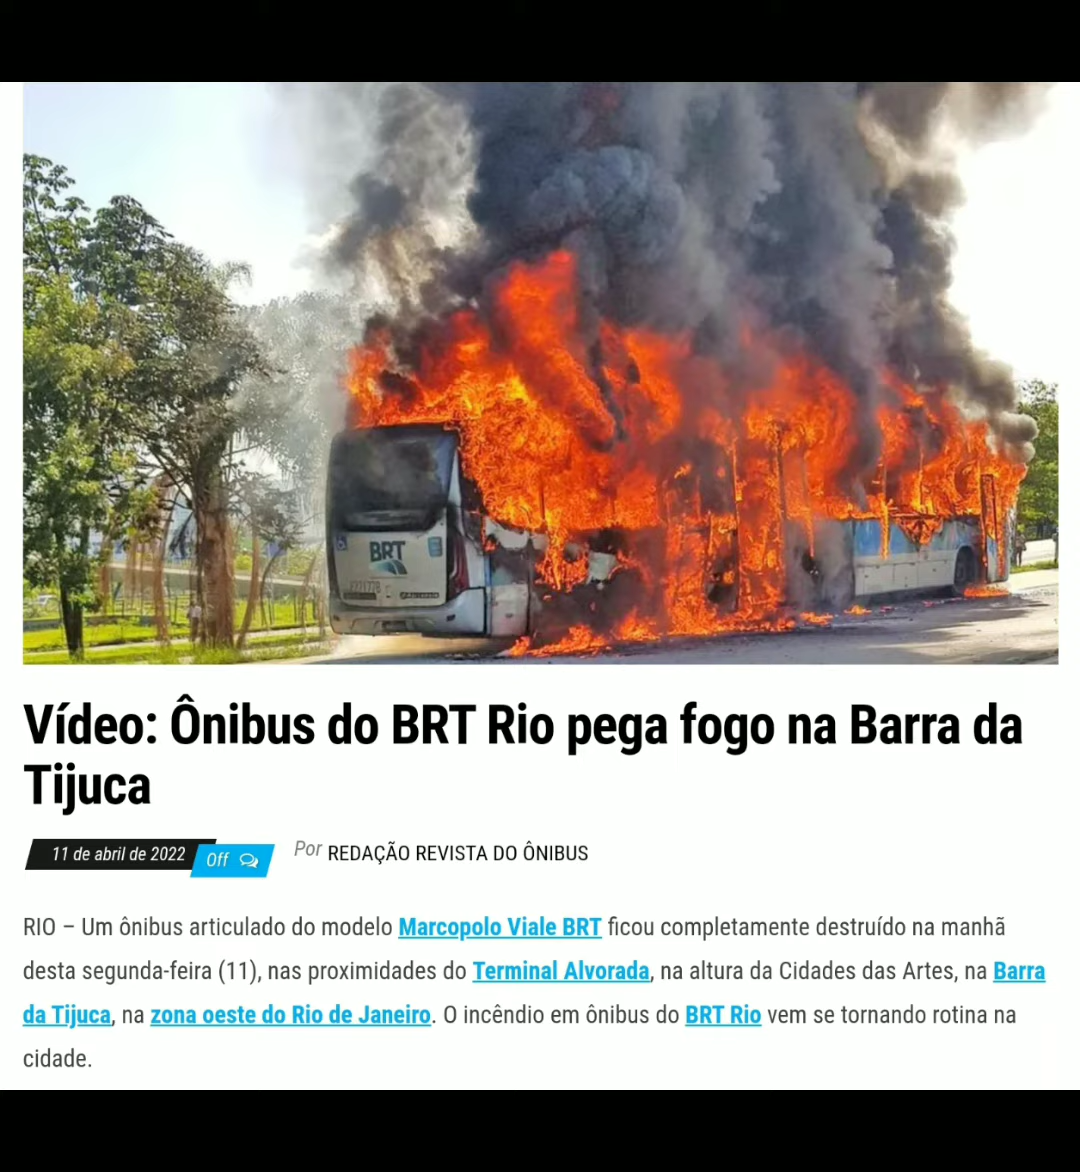 BRT
Vídeo: Ônibus do BRT Rio pega fogo na Barra da
Tijuca
11 de abril de 2022 Off Por REDAÇÃO REVISTA DO ÔNIBUS
RIO – Um ônibus articulado do modelo Marcopolo Viale BRT ficou completamente destruído na manhã
desta segunda-feira (11), nas proximidades do Terminal Alvorada, na altura da Cidades das Artes, na Barra
da Tijuca, na zona oeste do Rio de Janeiro. O incêndio em ônibus do BRT Rio vem se tornando rotina na
cidade.